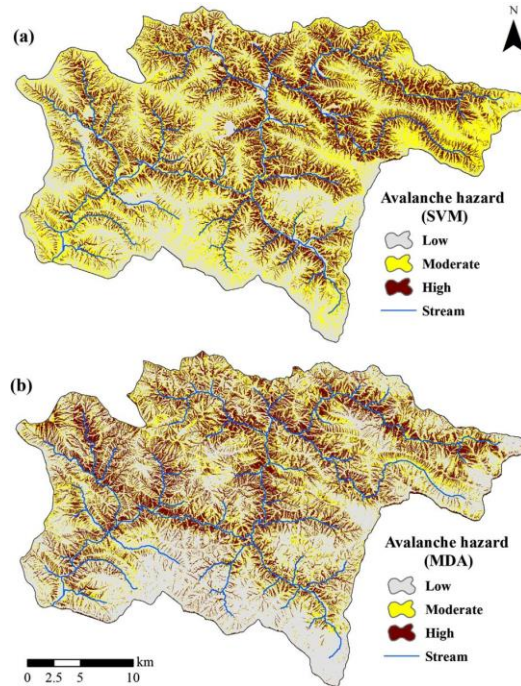 N
(a)
Avalanche hazard
(SVM)
Low
Moderate
High
Stream
(b)
Avalanche hazard
(MDA)
Low
Moderate
High
Stream
km
0 2.5 5 10